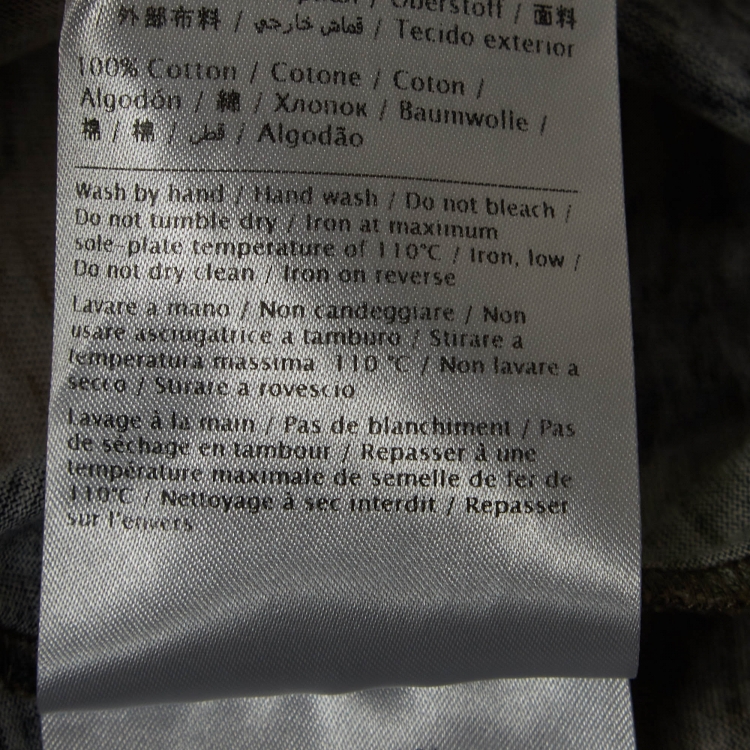 Oberstoff / 面料
外部布料 / قماش خارجي / Tecido exterior
100% Cotton / Cotone / Coton /
Algodón / 綿 / Хлопок / Baumwolle /
棉 / 棉 / قطن / Algodão
Wash by hand / Hand wash / Do not bleach /
Do not tumble dry / Iron at maximum
sole-plate temperature of 110°C / Iron, low /
Do not dry clean / Iron on reverse
Lavare a mano / Non candeggiare / Non
usare asciugatrice a tamburo / Stirare a
temperatura massima 110 °C / Non lavare a
secco / Stirare a rovescio
Lavage à la main / Pas de blanchiment / Pas
de séchage en tambour / Repasser à une
température maximale de semelle de fer de
110°C / Nettoyage à sec interdit / Repasser
sur l'envers